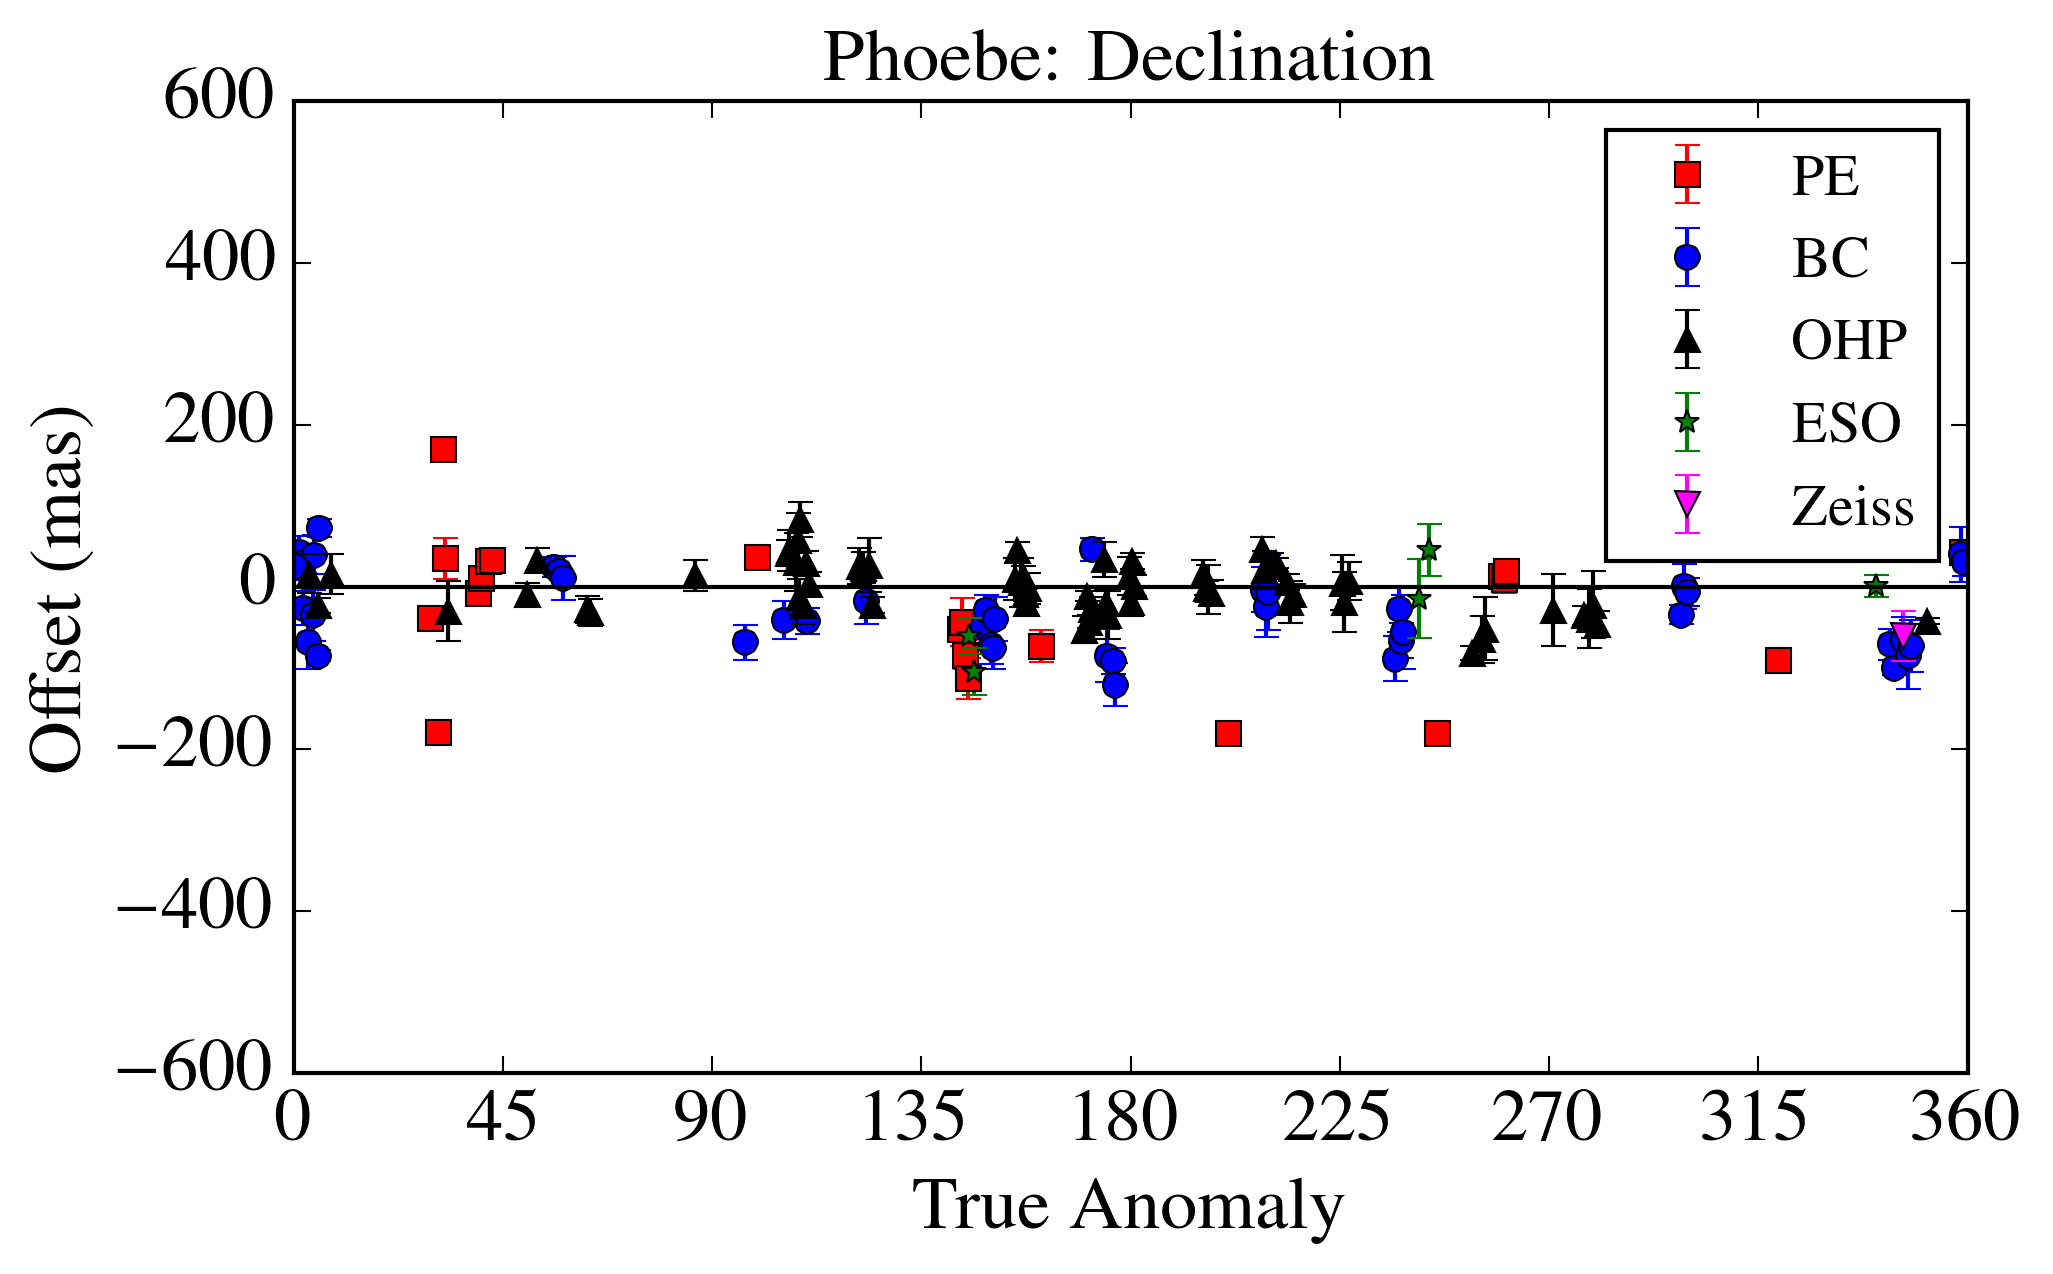 Phoebe: Declination
600
400
200
0
−200
−400
−600
Offset (mas)
PE
BC
OHP
ESO
Zeiss
0 45 90 135 180 225 270 315 360
True Anomaly